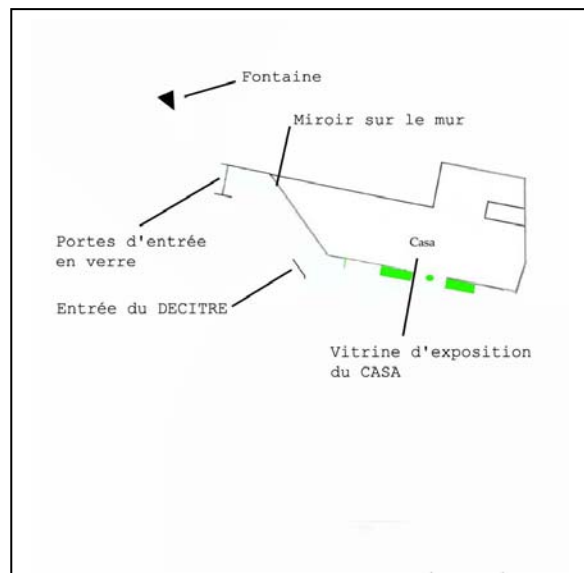 Fontaine
Miroir sur le mur
Portes d'entrée
en verre
Casa
Entrée du DECITRE
Vitrine d'exposition
du CASA